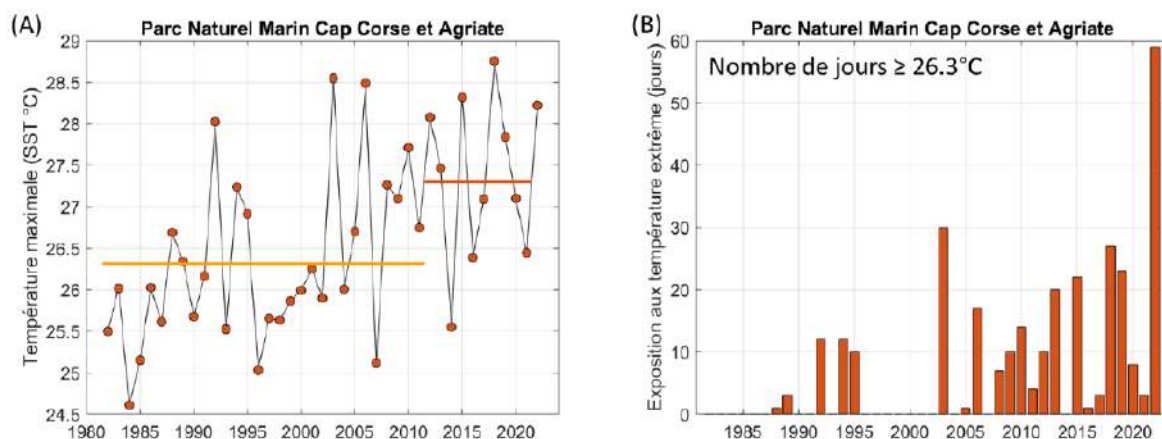 (A)
Parc Naturel Marin Cap Corse et Agriate
Température maximale (SST °C)
29
28.5
28
27.5
27
26.5
26
25.5
25
24.5
1980 1985 1990 1995 2000 2005 2010 2015 2020
(B)
Parc Naturel Marin Cap Corse et Agriate
Nombre de jours ≥ 26.3°C
Exposition aux température extrême (jours)
60
50
40
30
20
10
0
1985 1990 1995 2000 2005 2010 2015 2020